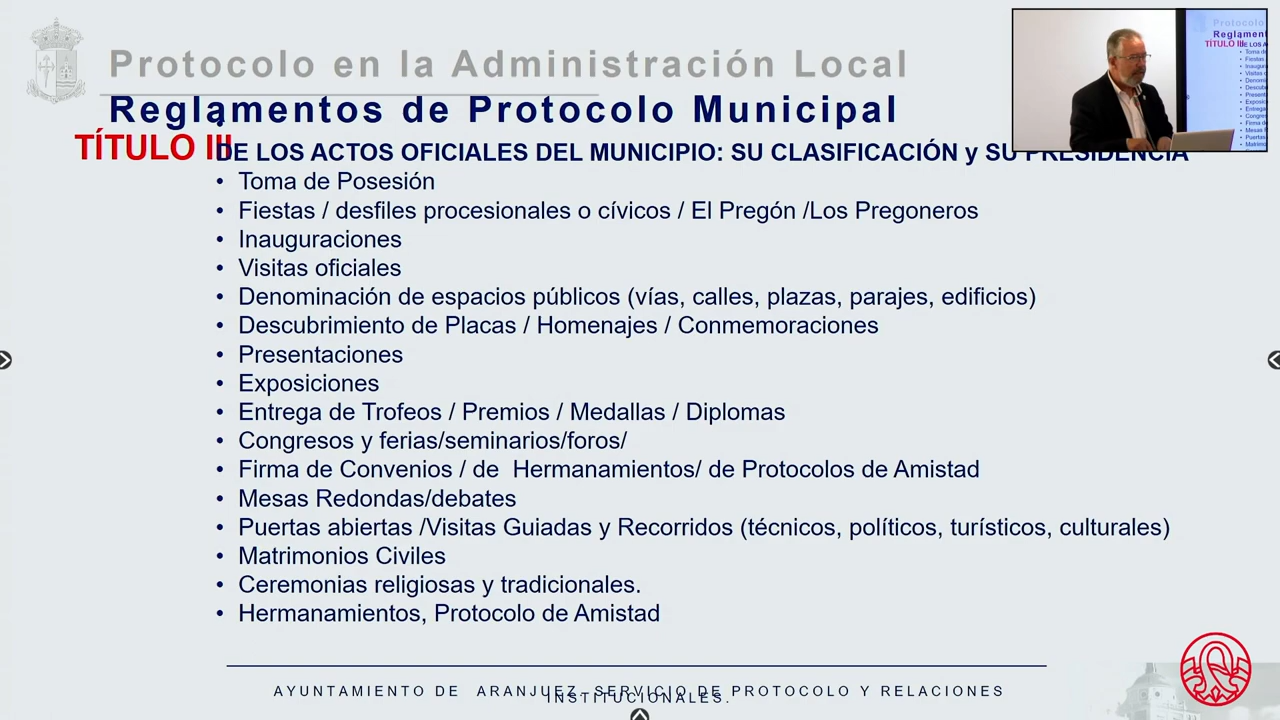 Protocolo en la Administración Local
Reglamentos de Protocolo Municipal
TÍTULO III
DE LOS ACTOS OFICIALES DEL MUNICIPIO: SU CLASIFICACIÓN y SU PRESIDENCIA
• Toma de Posesión
• Fiestas / desfiles procesionales o cívicos / El Pregón /Los Pregoneros
• Inauguraciones
• Visitas oficiales
• Denominación de espacios públicos (vías, calles, plazas, parajes, edificios)
• Descubrimiento de Placas / Homenajes / Conmemoraciones
• Presentaciones
• Exposiciones
• Entrega de Trofeos / Premios / Medallas / Diplomas
• Congresos y ferias/seminarios/foros/
• Firma de Convenios / de Hermanamientos/ de Protocolos de Amistad
• Mesas Redondas/debates
• Puertas abiertas /Visitas Guiadas y Recorridos (técnicos, políticos, turísticos, culturales)
• Matrimonios Civiles
• Ceremonias religiosas y tradicionales.
• Hermanamientos, Protocolo de Amistad
AYUNTAMIENTO DE ARANJUEZ. SERVICIO DE PROTOCOLO Y RELACIONES
INSTITUCIONALES.